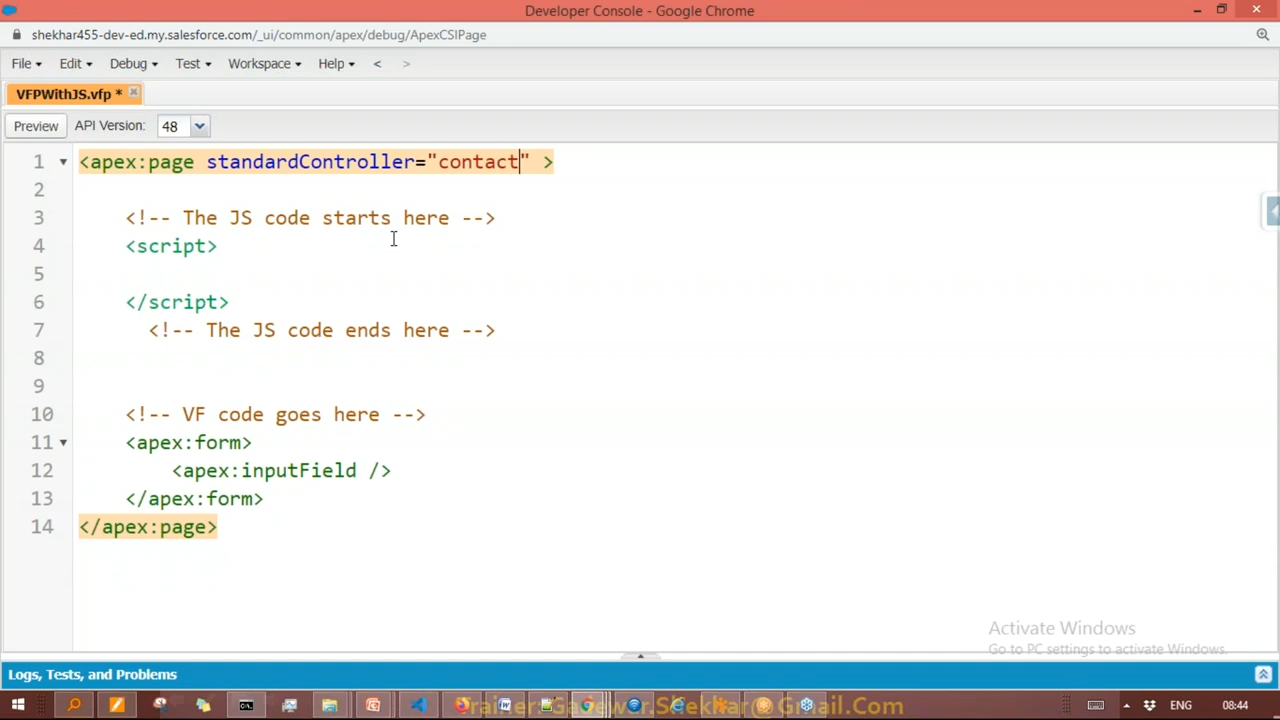 Developer Console - Google Chrome
shekhar455-dev-ed.my.salesforce.com/_ui/common/apex/debug/ApexCSIPage
File Edit Debug Test Workspace Help < >
VFPWithJS.vfp *
Preview API Version: 48
1 <apex:page standardController="contact" >
2
3 <!-- The JS code starts here -->
4 <script>
5
6 </script>
7 <!-- The JS code ends here -->
8
9
10 <!-- VF code goes here -->
11 <apex:form>
12 <apex:inputField />
13 </apex:form>
14 </apex:page>
Activate Windows
Go to PC settings to activate Windows.
Logs, Tests, and Problems
ENG 08:44